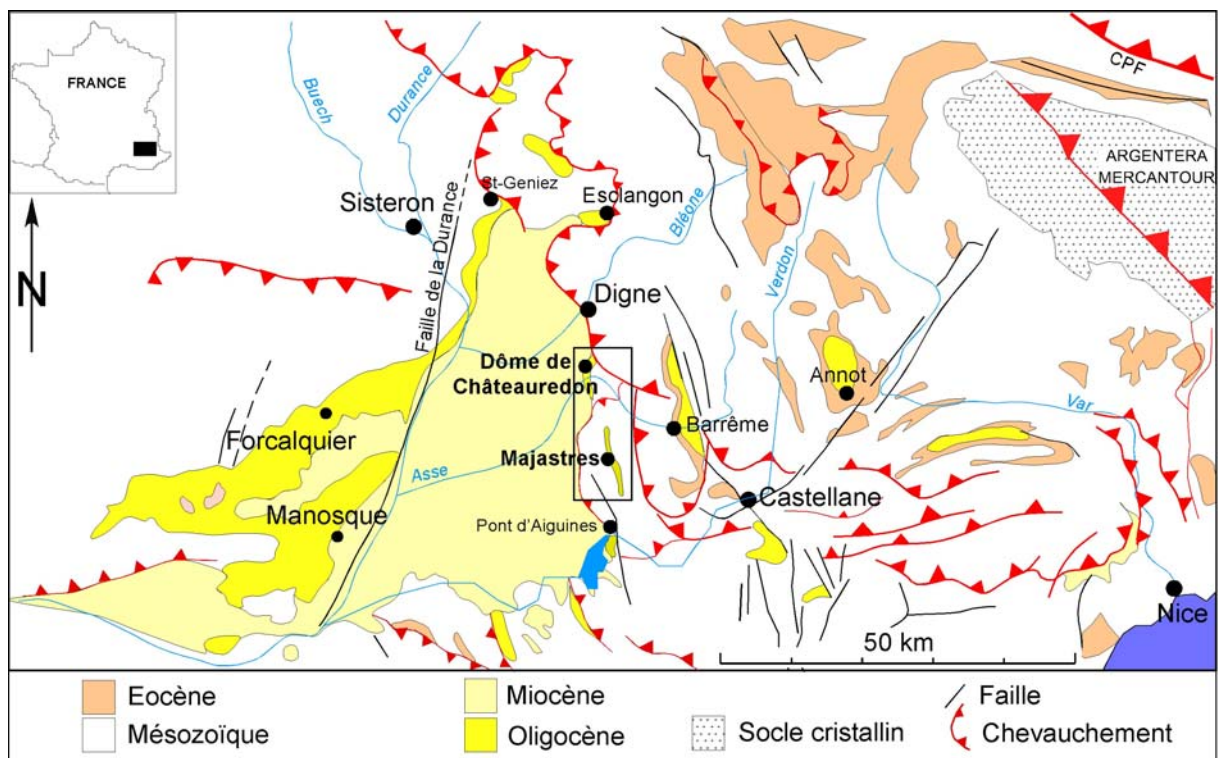 FRANCE
N
Buech
Durance
CPF
ARGENTERA
MERCANTOUR
St-Geniez
Esclangon
Sisteron
Bléone
Verdon
Faille de la Durance
Digne
Dôme de
Châteauredon
Annot
Var
Forcalquier
Barrême
Asse
Majastres
Manosque
Castellane
Pont d'Aiguines
Nice
50 km
Eocène
Miocène
Faille
Mésozoïque
Oligocène
Socle cristallin
Chevauchement